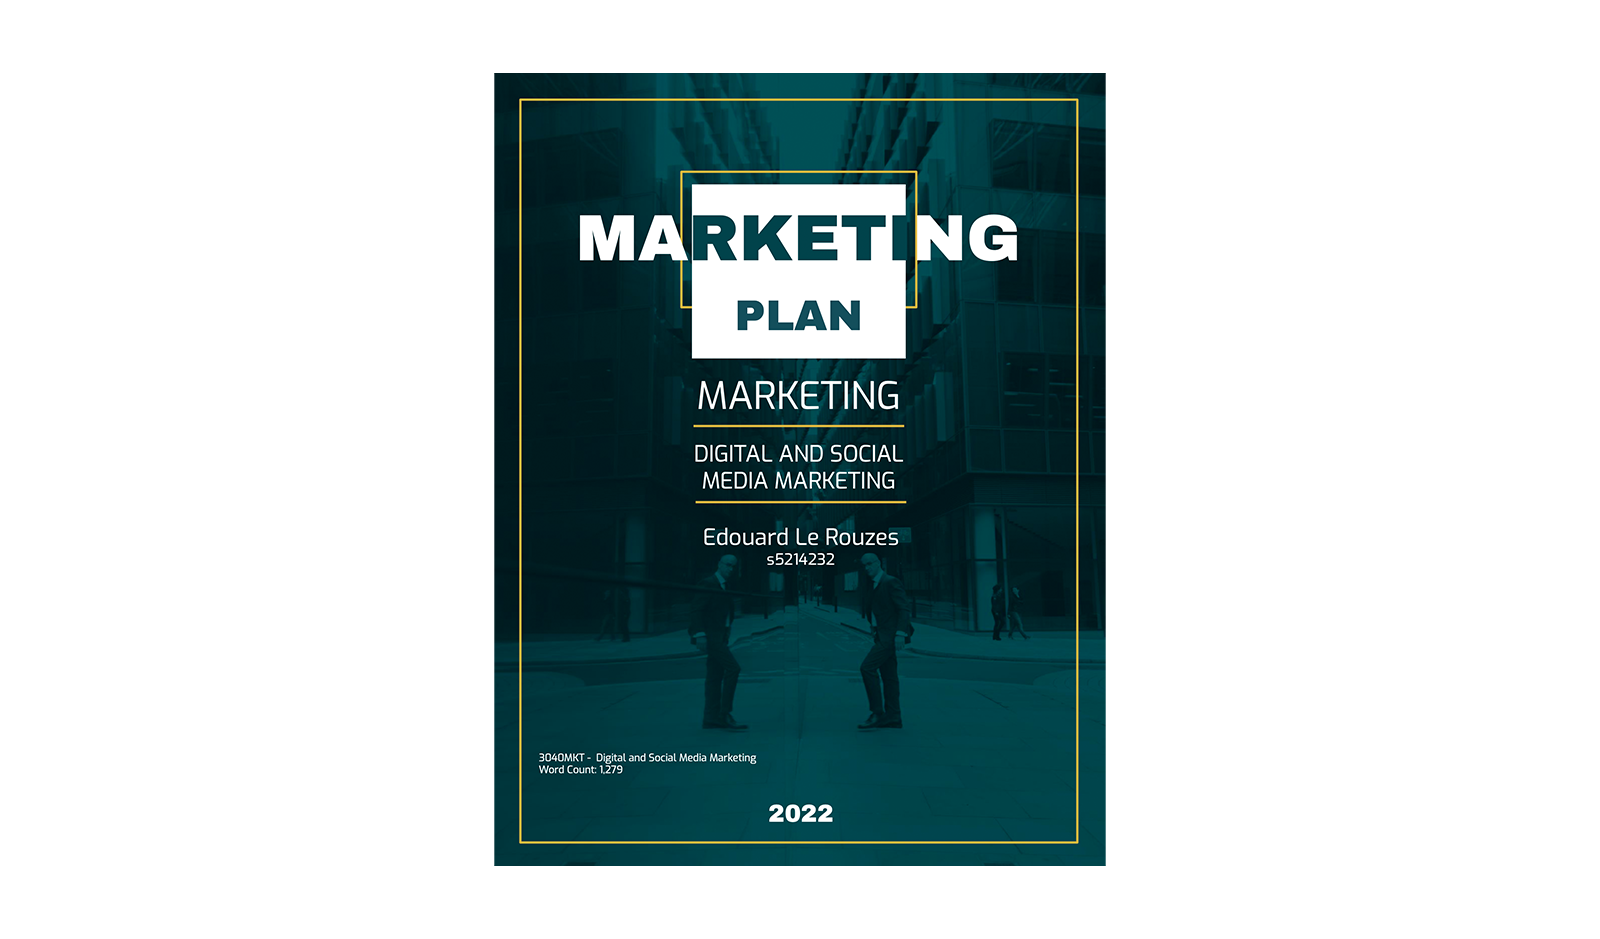 MARKETING
PLAN
MARKETING
DIGITAL AND SOCIAL
MEDIA MARKETING
Edouard Le Rouzes
s5214232
3040MKT - Digital and Social Media Marketing
Word Count: 1,279
2022